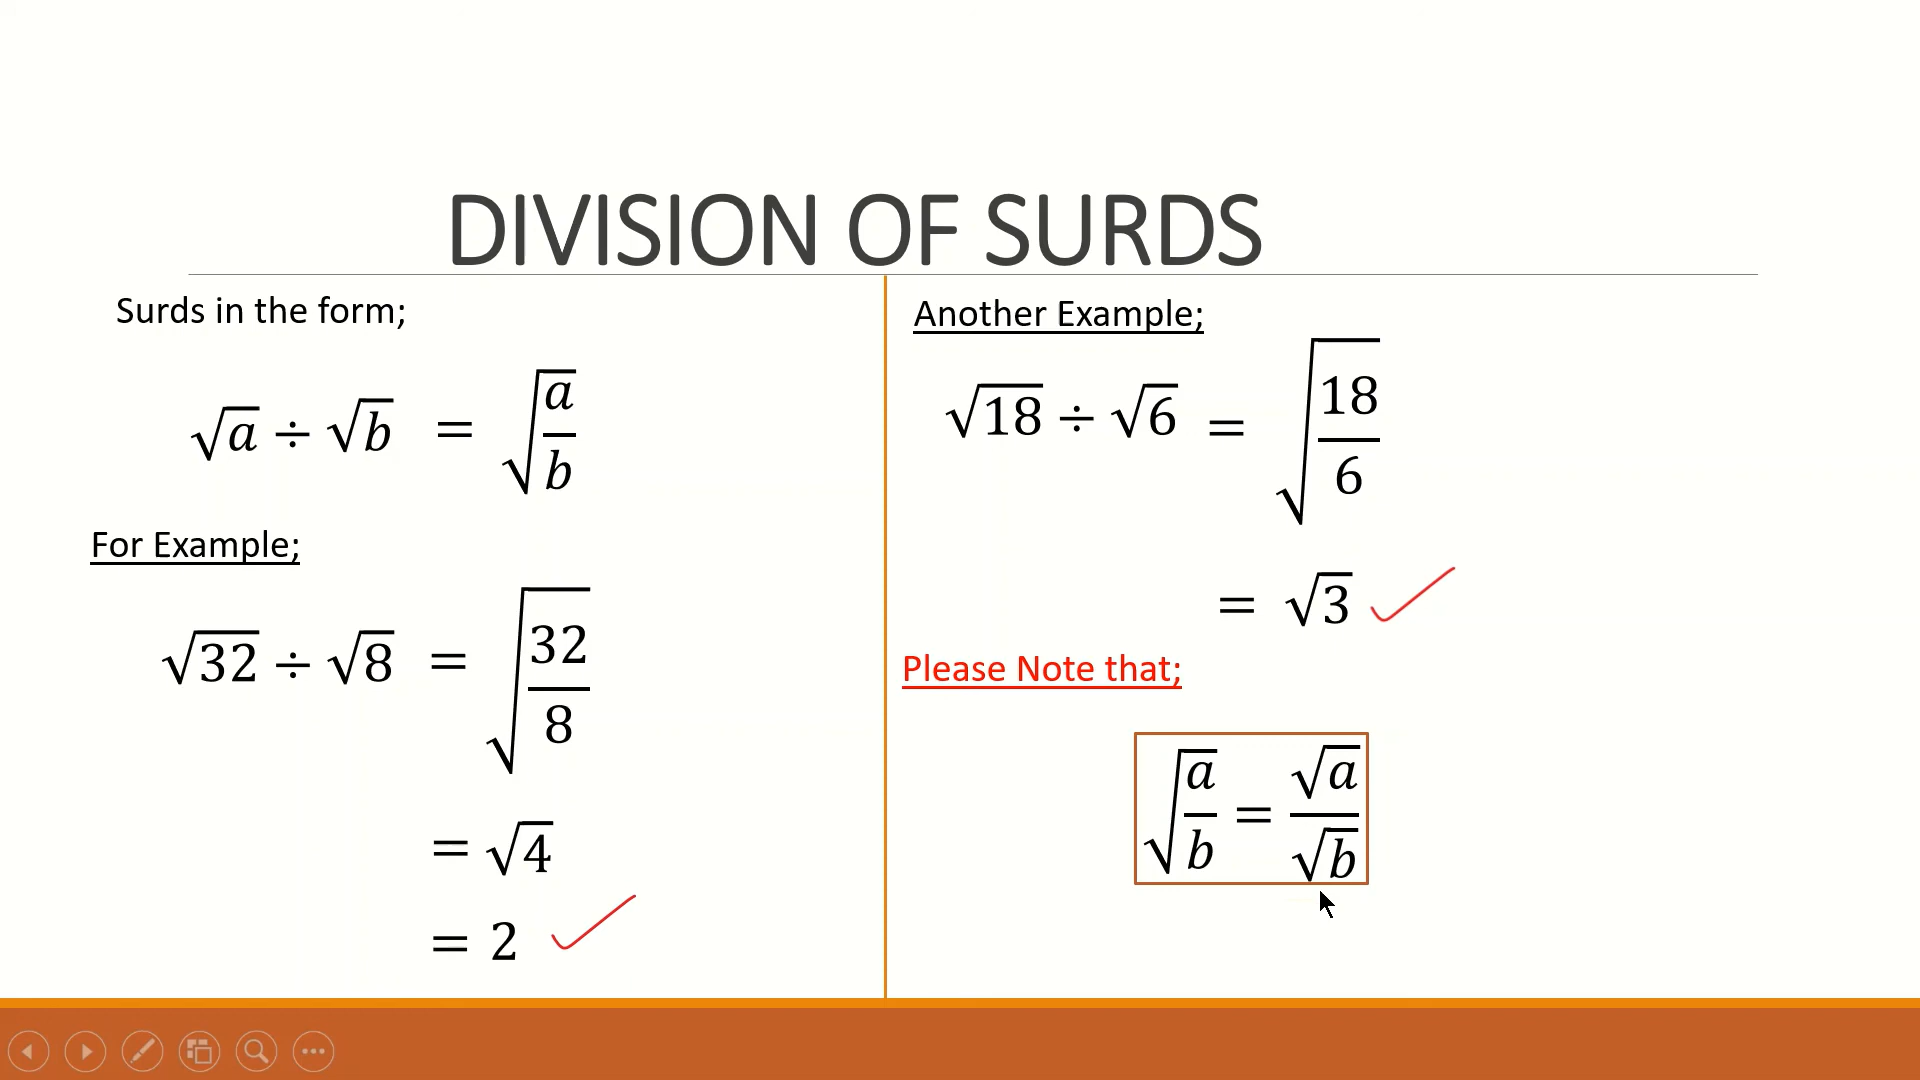 DIVISION OF SURDS
Surds in the form;
√a ÷ √b = √(a/b)
For Example;
√32 ÷ √8 = √(32/8)
= √4
= 2
Another Example;
√18 ÷ √6 = √(18/6)
= √3
Please Note that;
√(a/b) = √a/√b